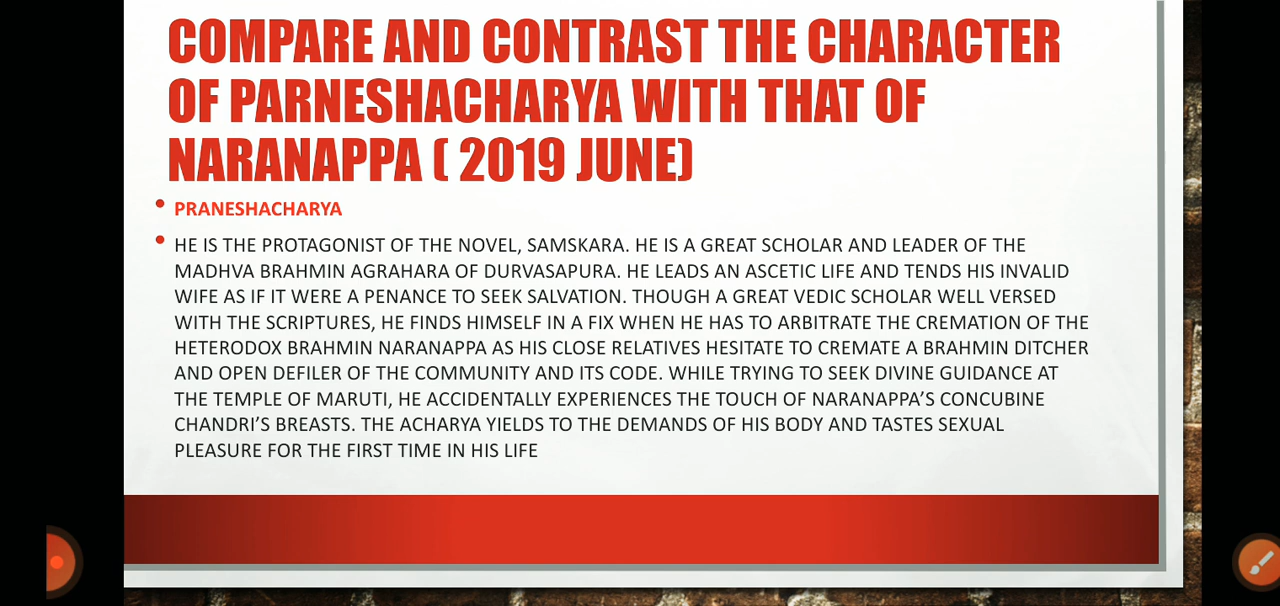 COMPARE AND CONTRAST THE CHARACTER
OF PARNESHACHARYA WITH THAT OF
NARANAPPA ( 2019 JUNE)
• PRANESHACHARYA
• HE IS THE PROTAGONIST OF THE NOVEL, SAMSKARA. HE IS A GREAT SCHOLAR AND LEADER OF THE
MADHVA BRAHMIN AGRAHARA OF DURVASAPURA. HE LEADS AN ASCETIC LIFE AND TENDS HIS INVALID
WIFE AS IF IT WERE A PENANCE TO SEEK SALVATION. THOUGH A GREAT VEDIC SCHOLAR WELL VERSED
WITH THE SCRIPTURES, HE FINDS HIMSELF IN A FIX WHEN HE HAS TO ARBITRATE THE CREMATION OF THE
HETERODOX BRAHMIN NARANAPPA AS HIS CLOSE RELATIVES HESITATE TO CREMATE A BRAHMIN DITCHER
AND OPEN DEFILER OF THE COMMUNITY AND ITS CODE. WHILE TRYING TO SEEK DIVINE GUIDANCE AT
THE TEMPLE OF MARUTI, HE ACCIDENTALLY EXPERIENCES THE TOUCH OF NARANAPPA’S CONCUBINE
CHANDRI’S BREASTS. THE ACHARYA YIELDS TO THE DEMANDS OF HIS BODY AND TASTES SEXUAL
PLEASURE FOR THE FIRST TIME IN HIS LIFE